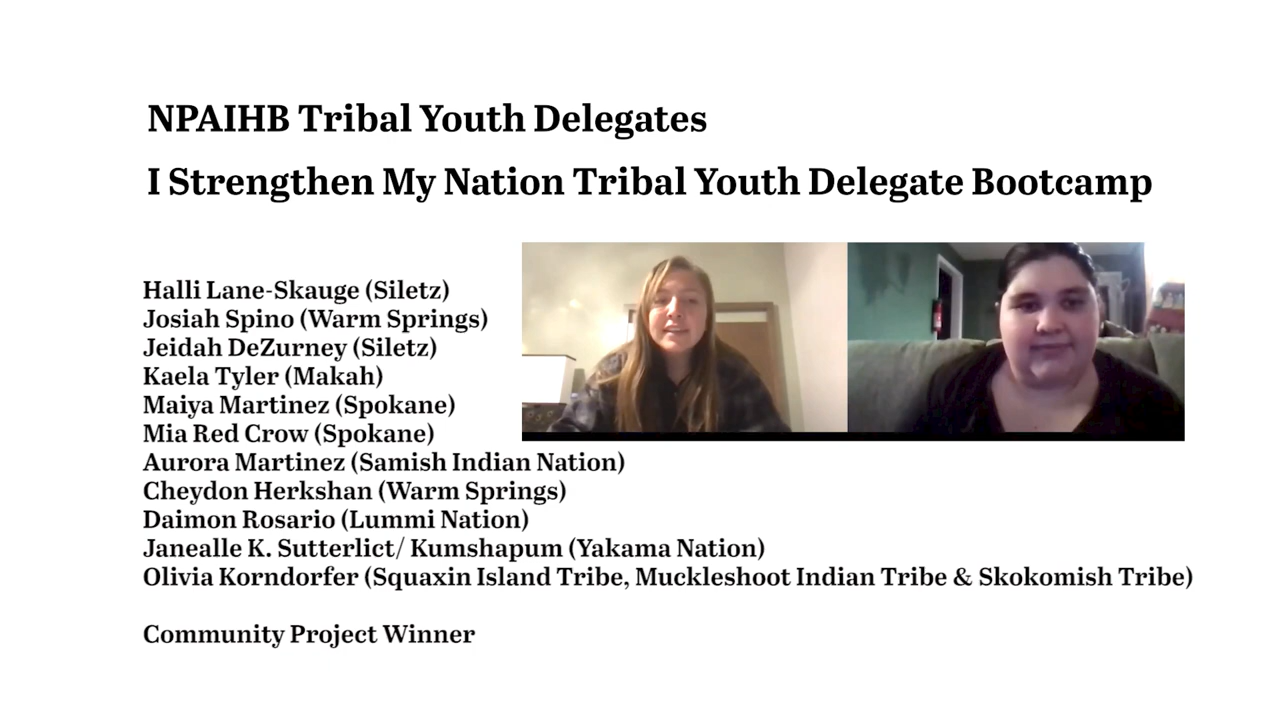 NPAIHB Tribal Youth Delegates
I Strengthen My Nation Tribal Youth Delegate Bootcamp
Halli Lane-Skauge (Siletz)
Josiah Spino (Warm Springs)
Jeidah DeZurney (Siletz)
Kaela Tyler (Makah)
Maiya Martinez (Spokane)
Mia Red Crow (Spokane)
Aurora Martinez (Samish Indian Nation)
Cheydon Herkshan (Warm Springs)
Daimon Rosario (Lummi Nation)
Janealle K. Sutterlict/ Kumshapum (Yakama Nation)
Olivia Korndorfer (Squaxin Island Tribe, Muckleshoot Indian Tribe & Skokomish Tribe)
Community Project Winner